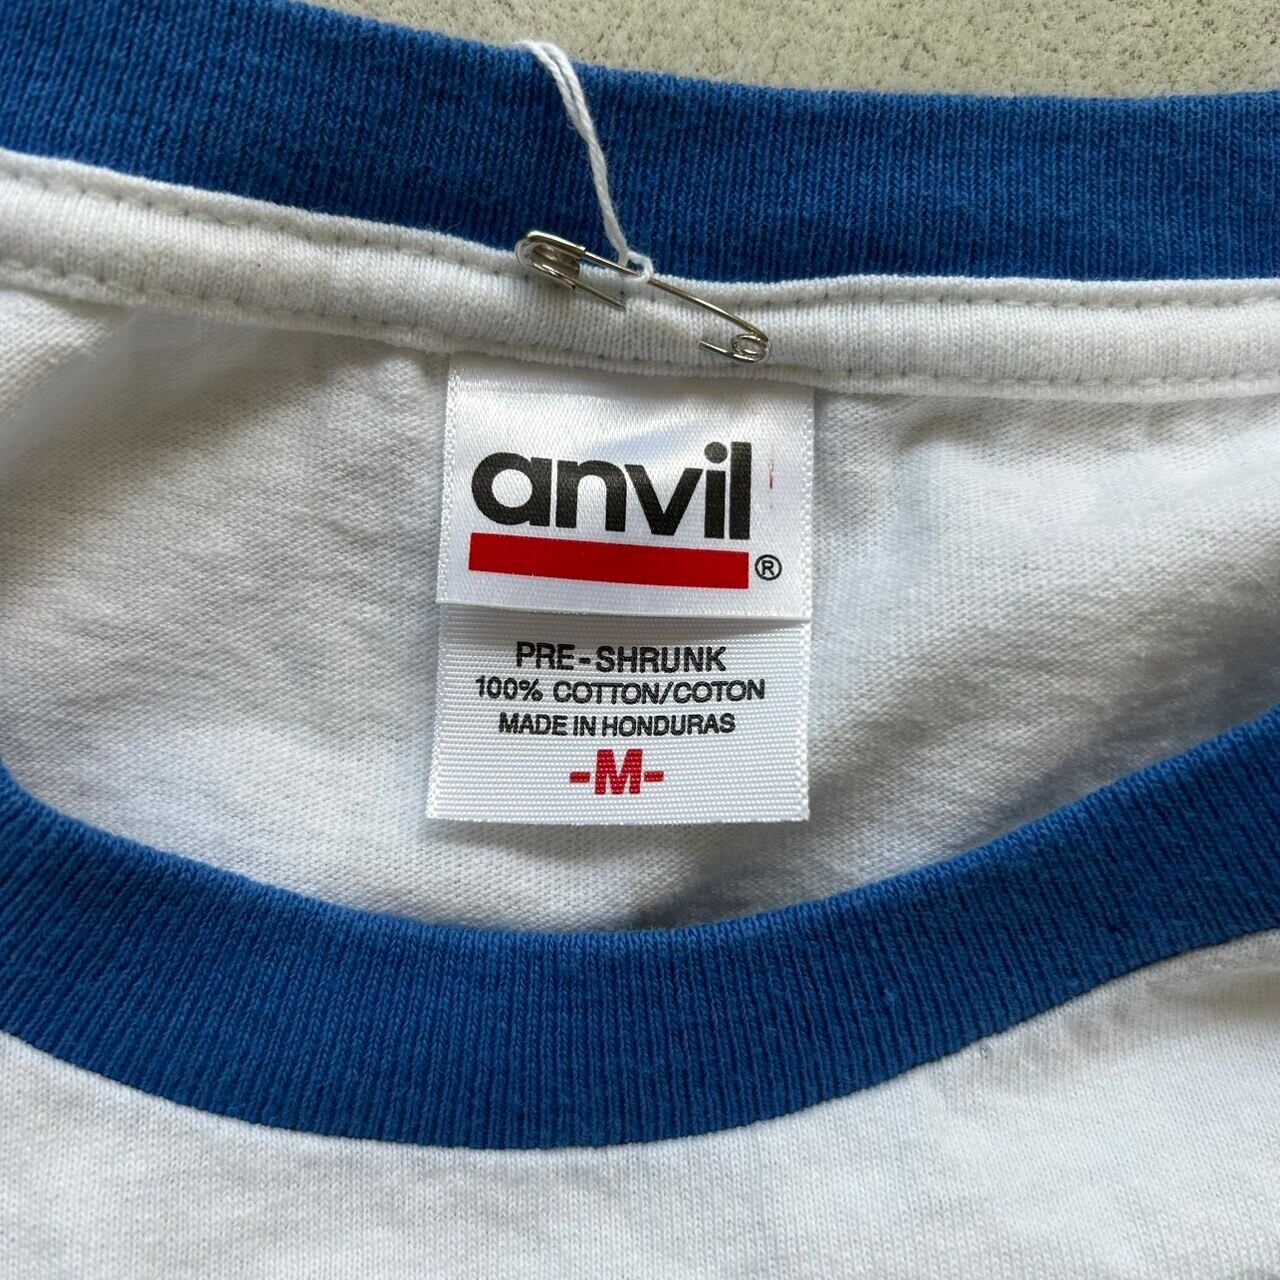 anvil
®
PRE-SHRUNK
100% COTTON/COTON
MADE IN HONDURAS
-M-